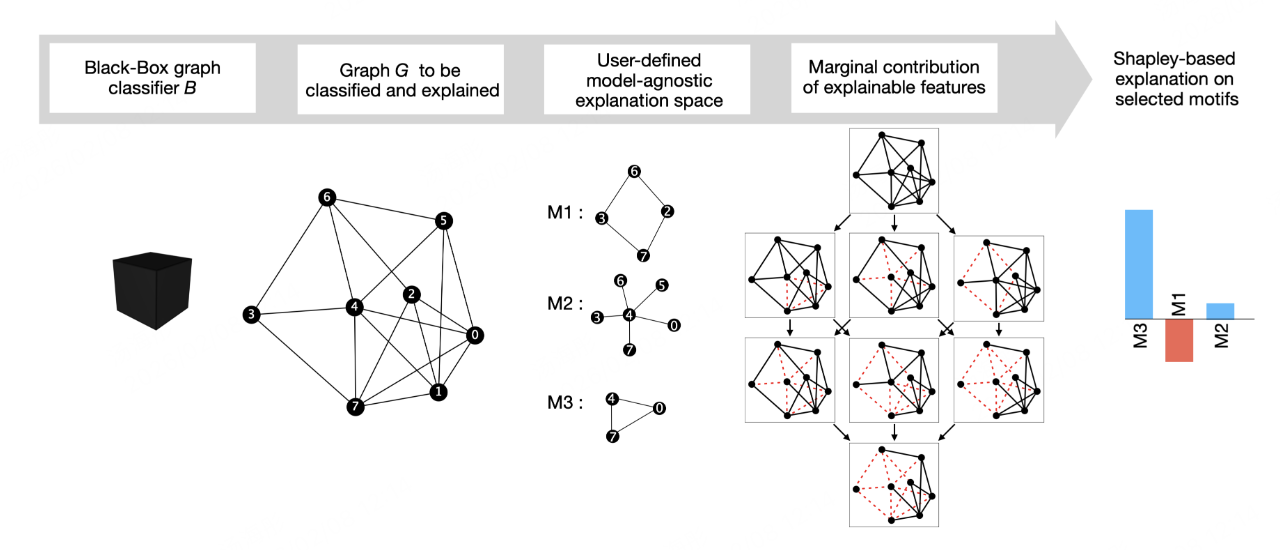 Black-Box graph
classifier B
Graph G to be
classified and explained
User-defined
model-agnostic
explanation space
Marginal contribution
of explainable features
Shapley-based
explanation on
selected motifs
6
5
3
4
2
0
7
1
M1 :
6
3
2
7
M2 :
6
5
3
4
0
7
M3 :
4
0
7
M3
M1
M2